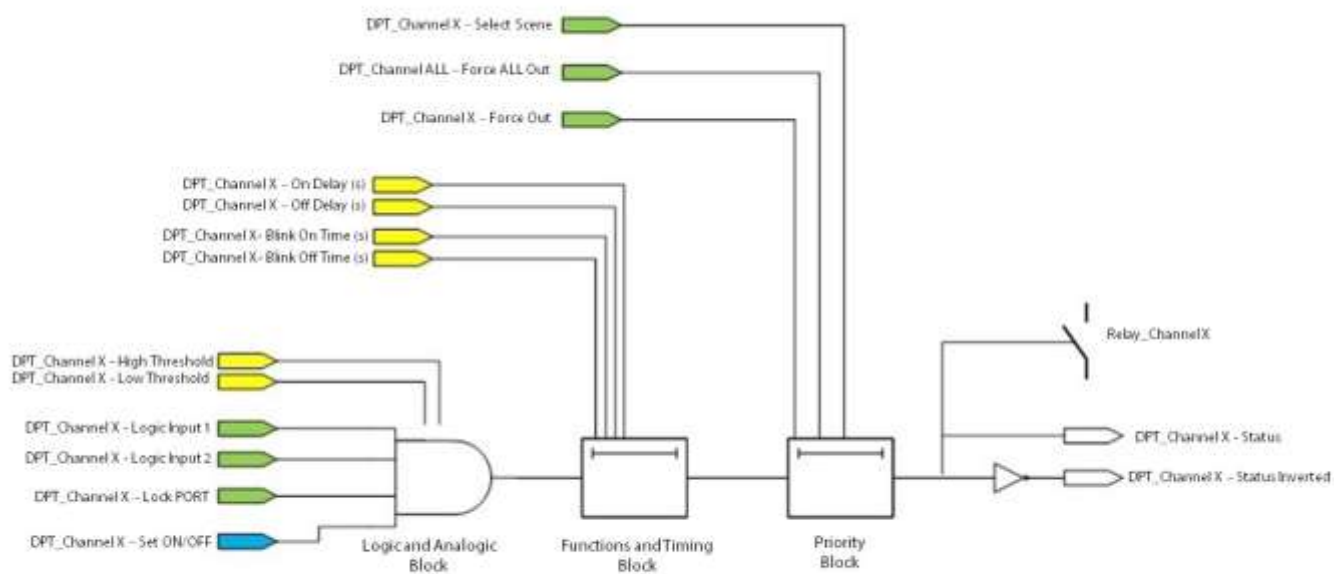 DPT_Channel X – Select Scene
DPT_Channel ALL – Force ALL Out
DPT_Channel X – Force Out
DPT_Channel X – On Delay (s)
DPT_Channel X – Off Delay (s)
DPT_Channel X- Blink On Time (s)
DPT_Channel X- Blink Off Time (s)
Relay_Channel X
DPT_Channel X – High Threshold
DPT_Channel X - Low Threshold
DPT_Channel X - Logic Input 1
DPT_Channel X - Status
DPT_Channel X - Logic Input 2
DPT_Channel X – Status Inverted
DPT_Channel X – Lock PORT
DPT_Channel X – Set ON/OFF
Logic and Analogic
Block
Functions and Timing
Block
Priority
Block